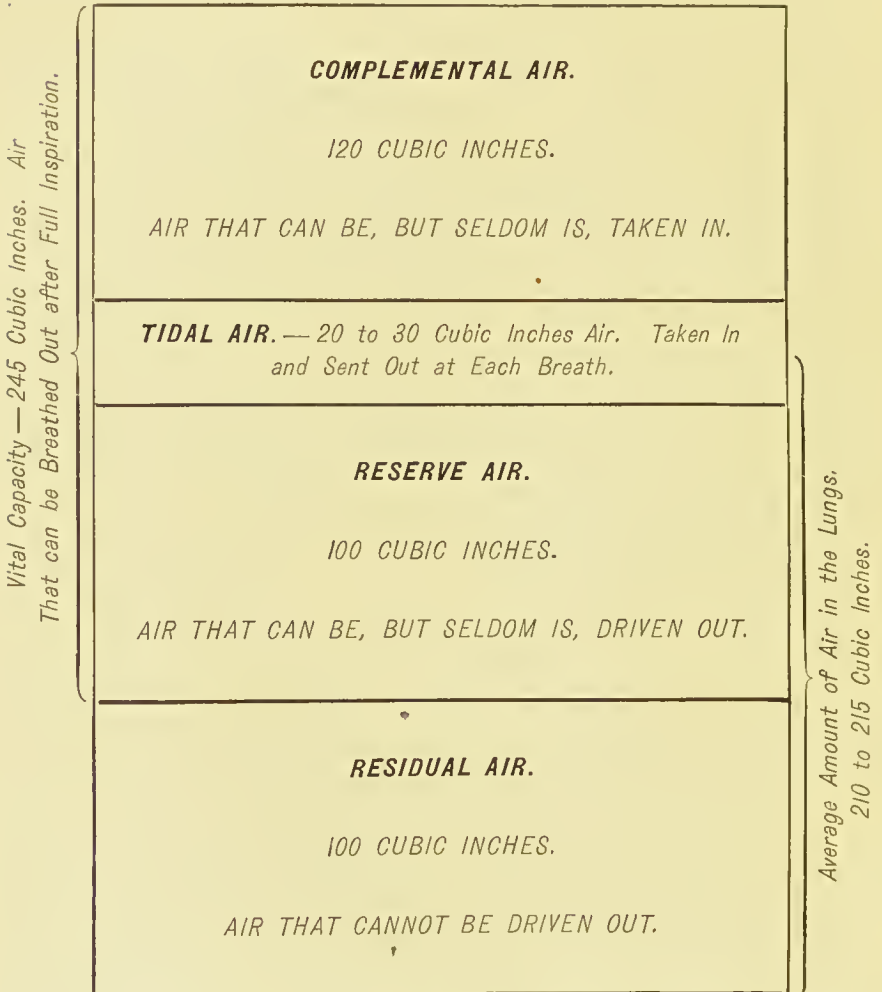 Vital Capacity — 245 Cubic Inches. Air
That can be Breathed Out after Full Inspiration.
COMPLEMENTAL AIR.
120 CUBIC INCHES.
AIR THAT CAN BE, BUT SELDOM IS, TAKEN IN.
TIDAL AIR. — 20 to 30 Cubic Inches Air. Taken In
and Sent Out at Each Breath.
RESERVE AIR.
100 CUBIC INCHES.
AIR THAT CAN BE, BUT SELDOM IS, DRIVEN OUT.
RESIDUAL AIR.
100 CUBIC INCHES.
AIR THAT CANNOT BE DRIVEN OUT.
Average Amount of Air in the Lungs.
210 to 215 Cubic Inches.